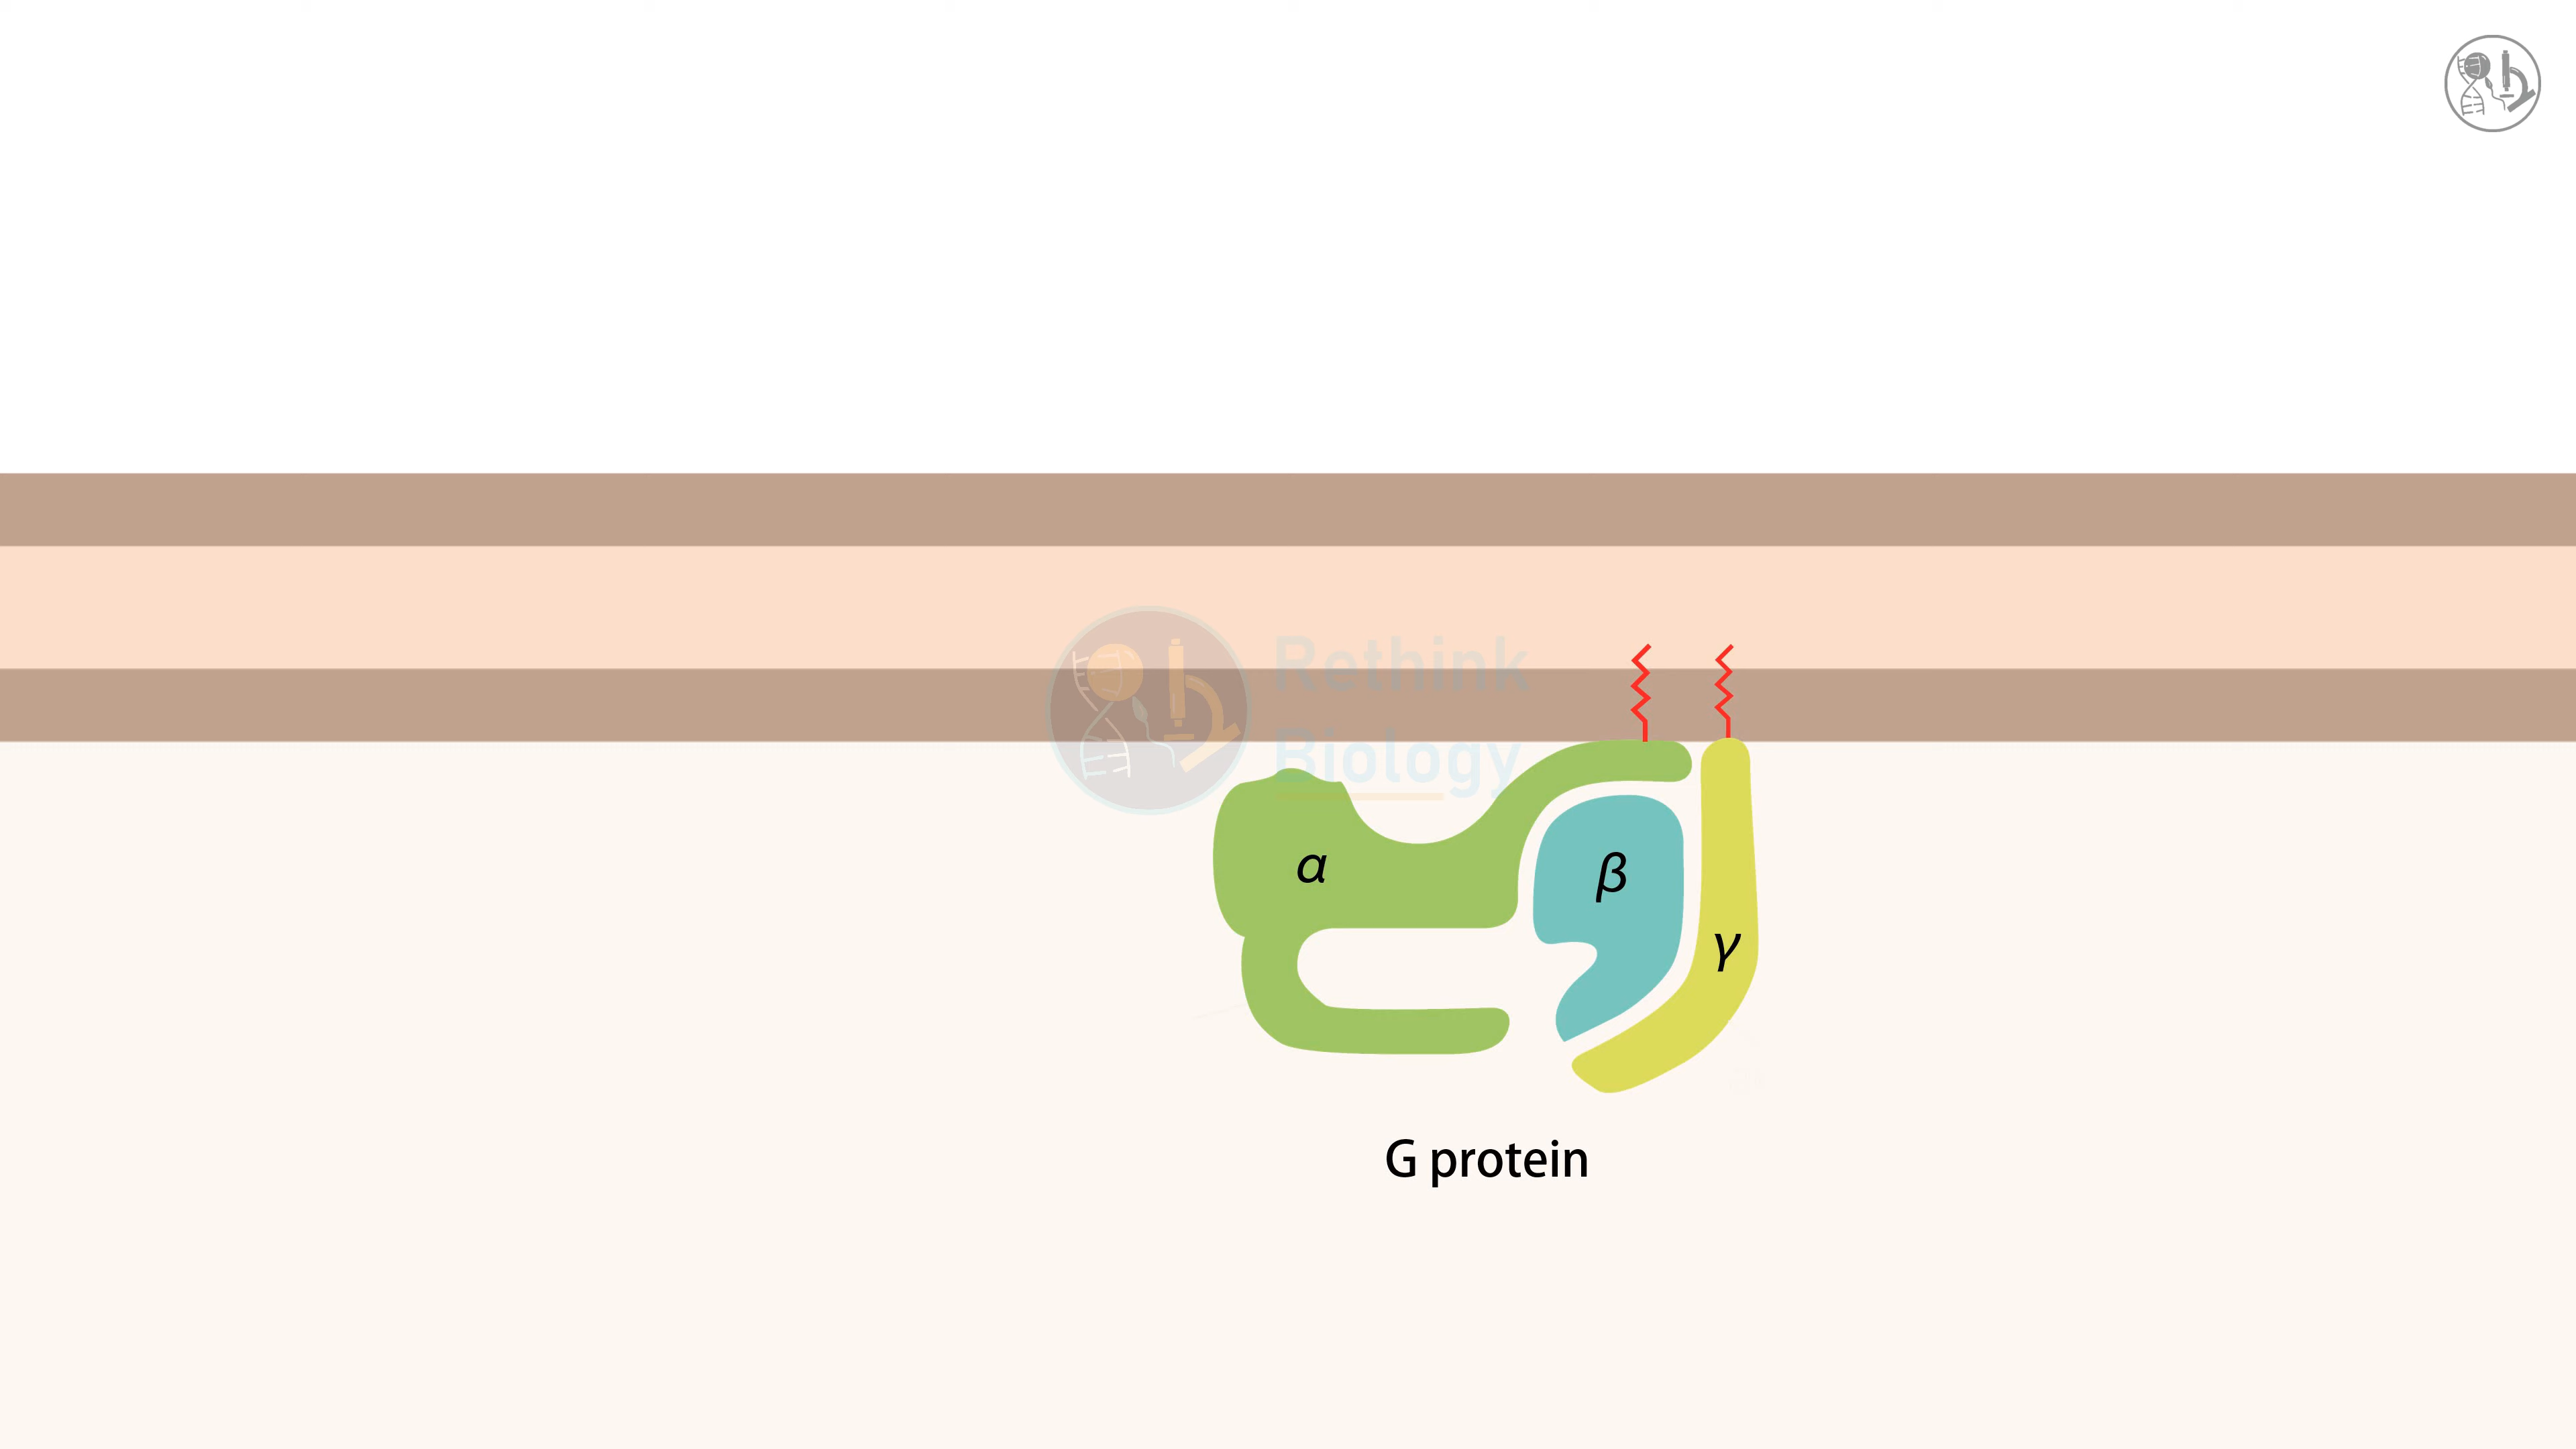 Rethink
Biology
α
β
γ
G protein